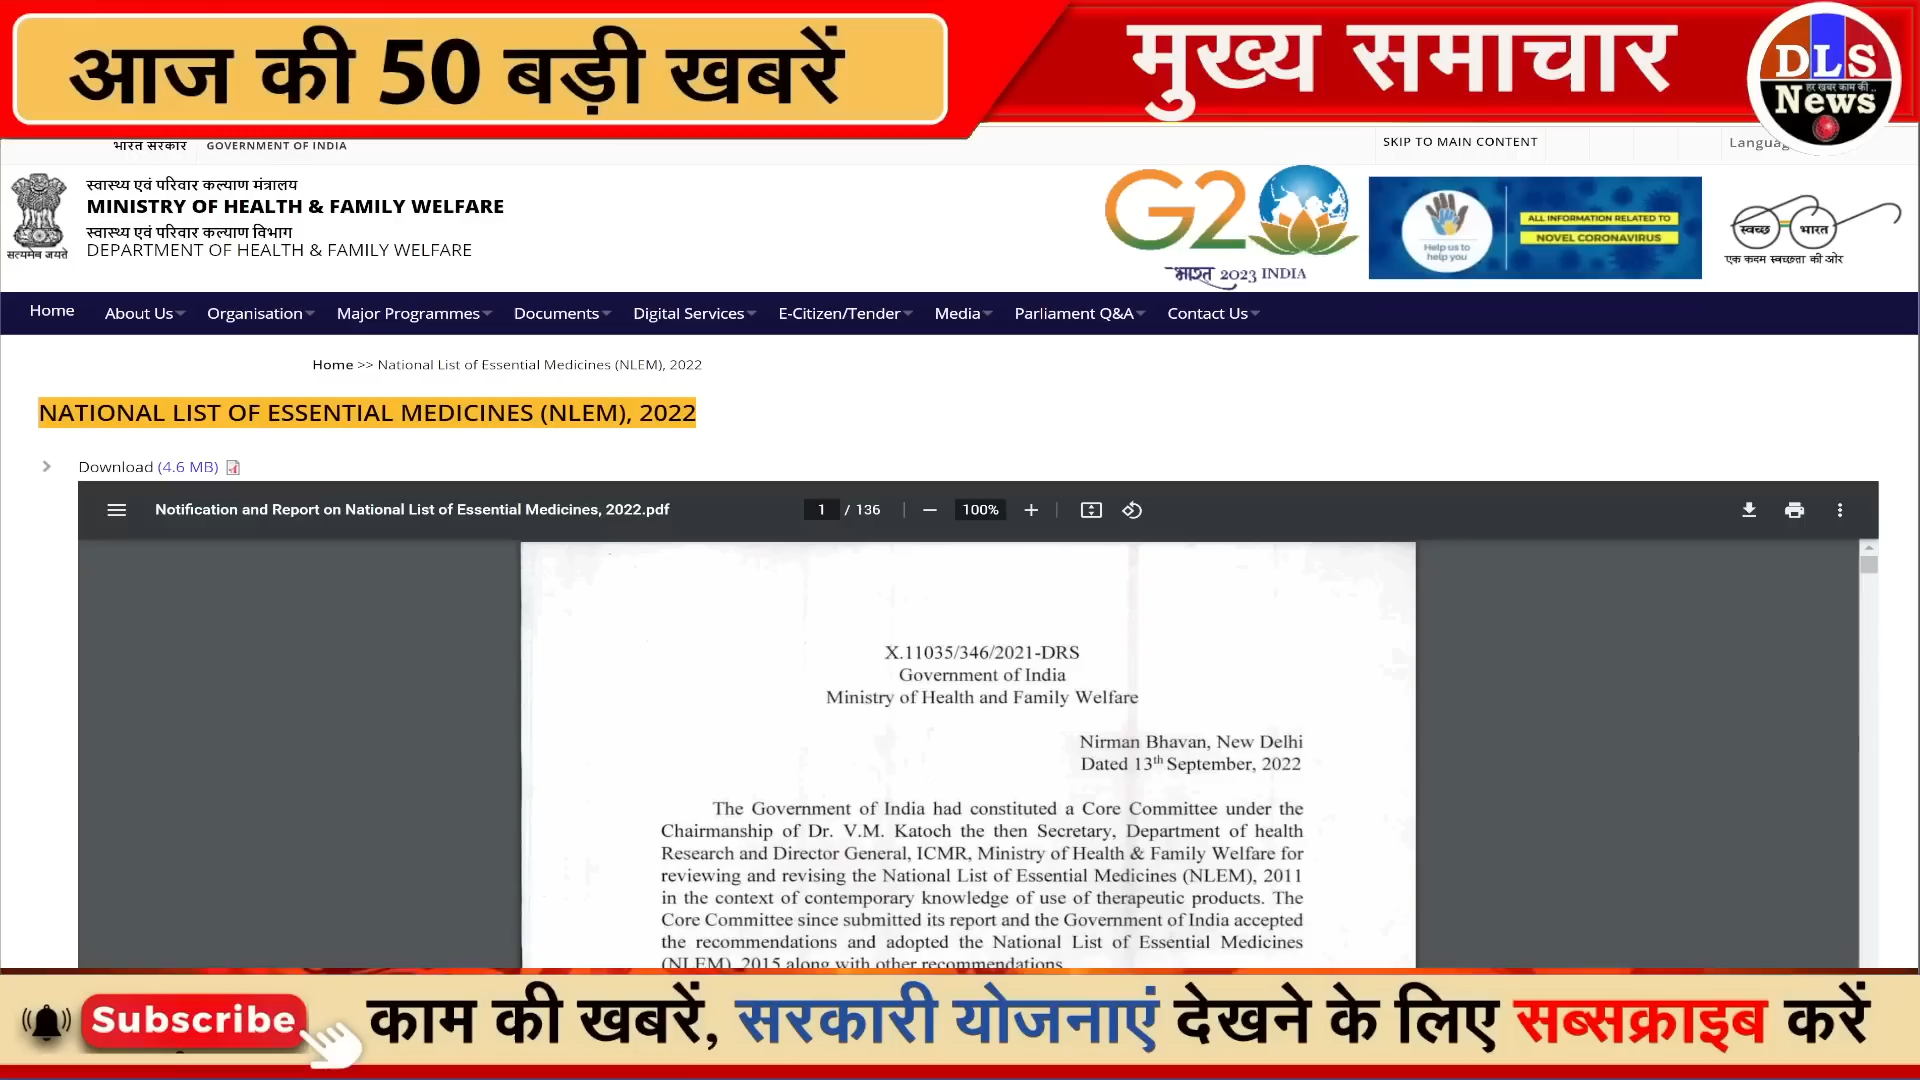 आज की 50 बड़ी खबरें
मुख्य समाचार
DLS
हर खबर काम की ..
News
भारत सरकार GOVERNMENT OF INDIA
SKIP TO MAIN CONTENT
स्वास्थ्य एवं परिवार कल्याण मंत्रालय
MINISTRY OF HEALTH & FAMILY WELFARE
स्वास्थ्य एवं परिवार कल्याण विभाग
DEPARTMENT OF HEALTH & FAMILY WELFARE
सत्यमेव जयते
G20
भारत 2023 INDIA
Help us to
help you
ALL INFORMATION RELATED TO
NOVEL CORONAVIRUS
स्वच्छ भारत
एक कदम स्वच्छता की ओर
Home About Us Organisation Major Programmes Documents Digital Services E-Citizen/Tender Media Parliament Q&A Contact Us
Home >> National List of Essential Medicines (NLEM), 2022
NATIONAL LIST OF ESSENTIAL MEDICINES (NLEM), 2022
Download (4.6 MB)
Notification and Report on National List of Essential Medicines, 2022.pdf 1 / 136 100%
X.11035/346/2021-DRS
Government of India
Ministry of Health and Family Welfare
Nirman Bhavan, New Delhi
Dated 13th September, 2022
The Government of India had constituted a Core Committee under the
Chairmanship of Dr. V.M. Katoch the then Secretary, Department of health
Research and Director General, ICMR, Ministry of Health & Family Welfare for
reviewing and revising the National List of Essential Medicines (NLEM), 2011
in the context of contemporary knowledge of use of therapeutic products. The
Core Committee since submitted its report and the Government of India accepted
the recommendations and adopted the National List of Essential Medicines
(NLEM), 2015 along with other recommendations.
Subscribe
काम की खबरें, सरकारी योजनाएं देखने के लिए सब्सक्राइब करें